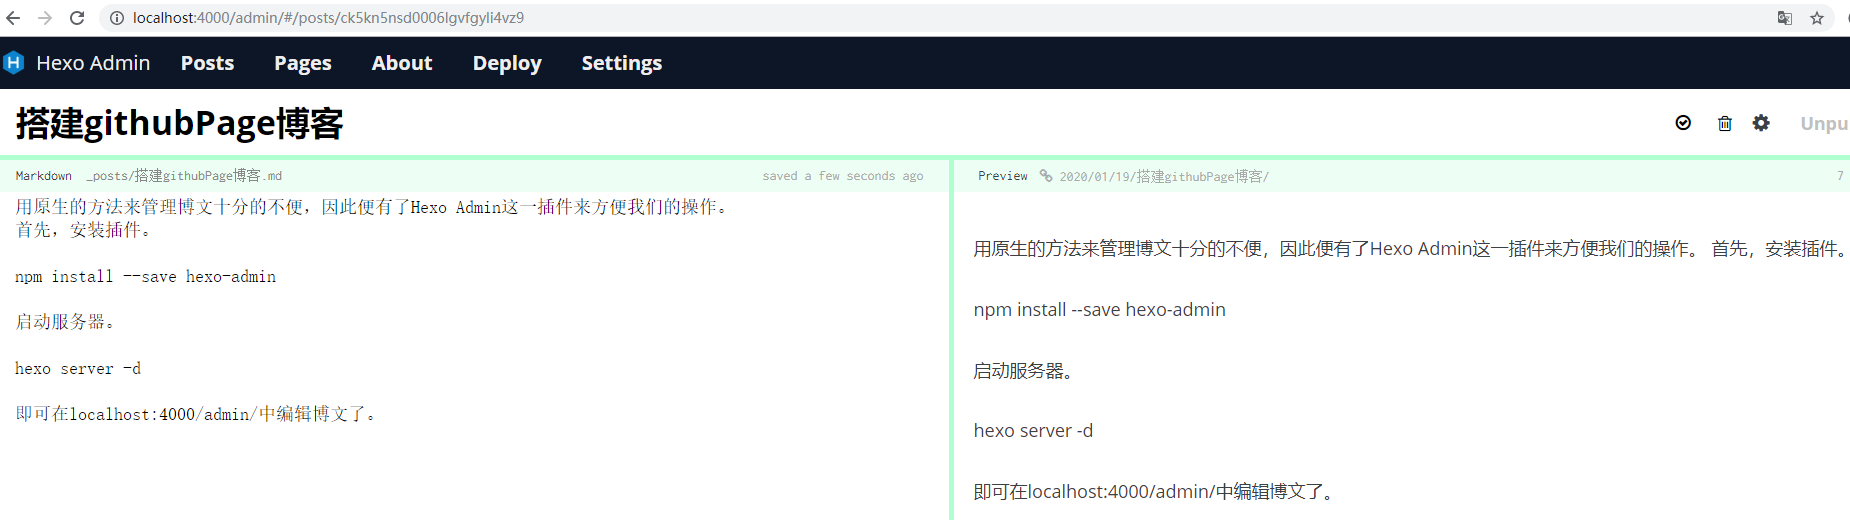 localhost:4000/admin/#/posts/ck5kn5nsd0006lgvfgyli4vz9
Hexo Admin Posts Pages About Deploy Settings
搭建githubPage博客
Unpu
Markdown _posts/搭建githubPage博客.md saved a few seconds ago
用原生的方法来管理博文十分的不便，因此便有了Hexo Admin这一插件来方便我们的操作。
首先，安装插件。
npm install --save hexo-admin
启动服务器。
hexo server -d
即可在localhost:4000/admin/中编辑博文了。
Preview 2020/01/19/搭建githubPage博客/ 7
用原生的方法来管理博文十分的不便，因此便有了Hexo Admin这一插件来方便我们的操作。 首先，安装插件。
npm install --save hexo-admin
启动服务器。
hexo server -d
即可在localhost:4000/admin/中编辑博文了。